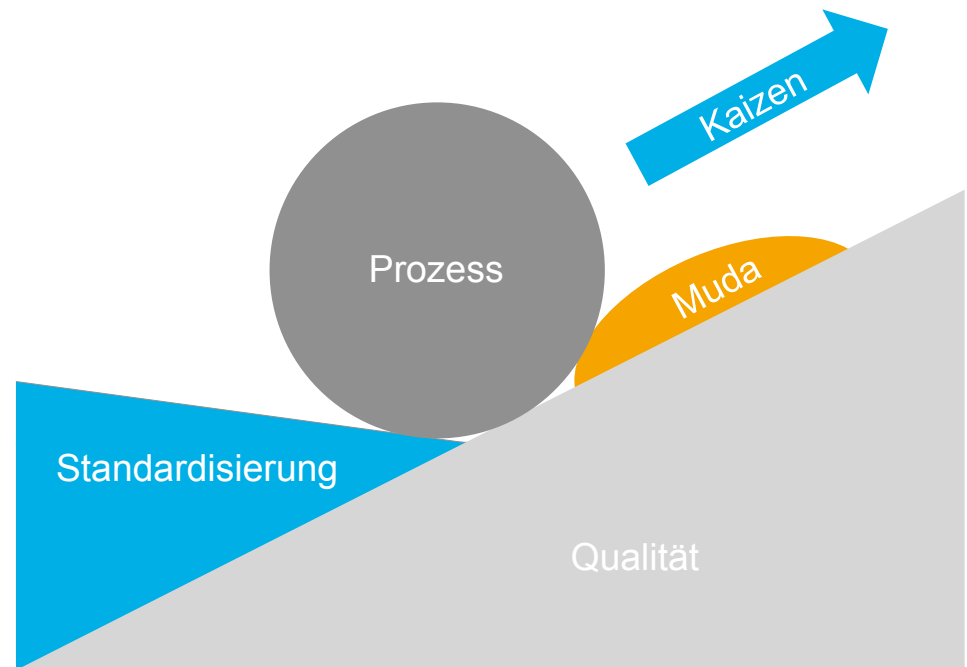 Kaizen
Prozess
Muda
Standardisierung
Qualität